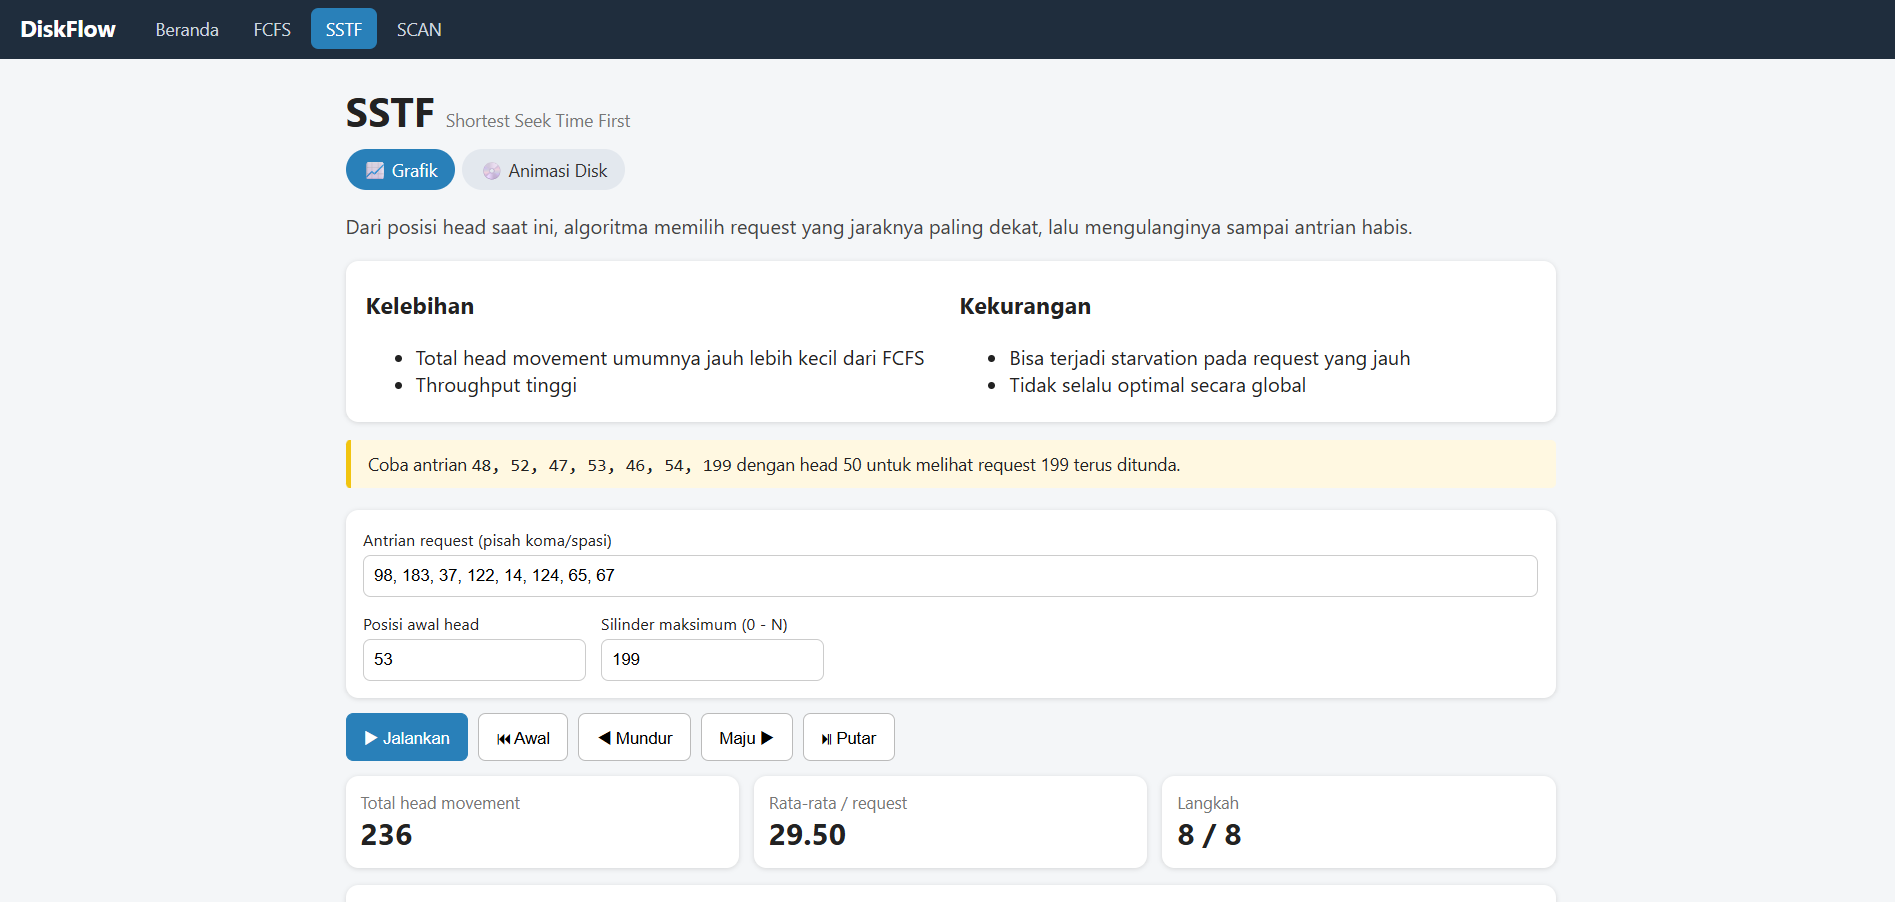 DiskFlow Beranda FCFS SSTF SCAN
SSTF Shortest Seek Time First
Grafik Animasi Disk
Dari posisi head saat ini, algoritma memilih request yang jaraknya paling dekat, lalu mengulanginya sampai antrian habis.
Kelebihan
Total head movement umumnya jauh lebih kecil dari FCFS
Throughput tinggi
Kekurangan
Bisa terjadi starvation pada request yang jauh
Tidak selalu optimal secara global
Coba antrian 48, 52, 47, 53, 46, 54, 199 dengan head 50 untuk melihat request 199 terus ditunda.
Antrian request (pisah koma/spasi)
98, 183, 37, 122, 14, 124, 65, 67
Posisi awal head Silinder maksimum (0 - N)
53 199
▶ Jalankan ⏮ Awal ◀ Mundur Maju ▶ ⏯ Putar
Total head movement Rata-rata / request Langkah
236 29.50 8 / 8